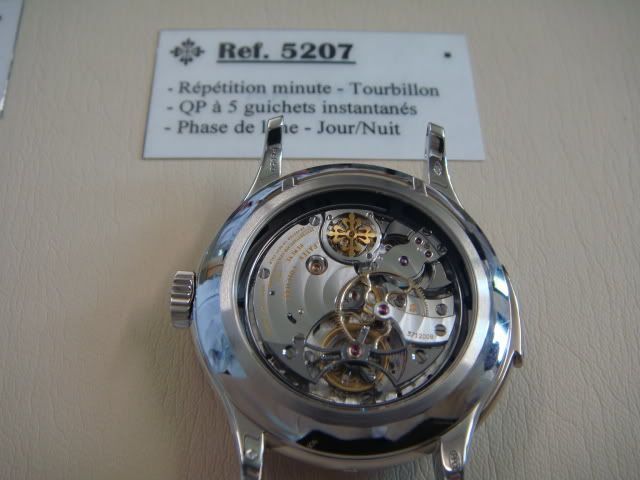 Ref. 5207
- Répétition minute - Tourbillon
- QP à 5 guichets instantanés
- Phase de lune - Jour/Nuit